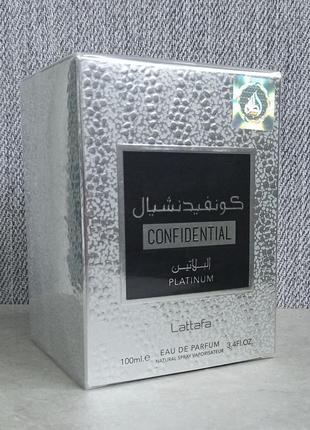 كونفيدنشيال
CONFIDENTIAL
البلاتين
PLATINUM
Lattafa
100ml.e EAU DE PARFUM 3.4FL.OZ.
NATURAL SPRAY VAPORISATEUR